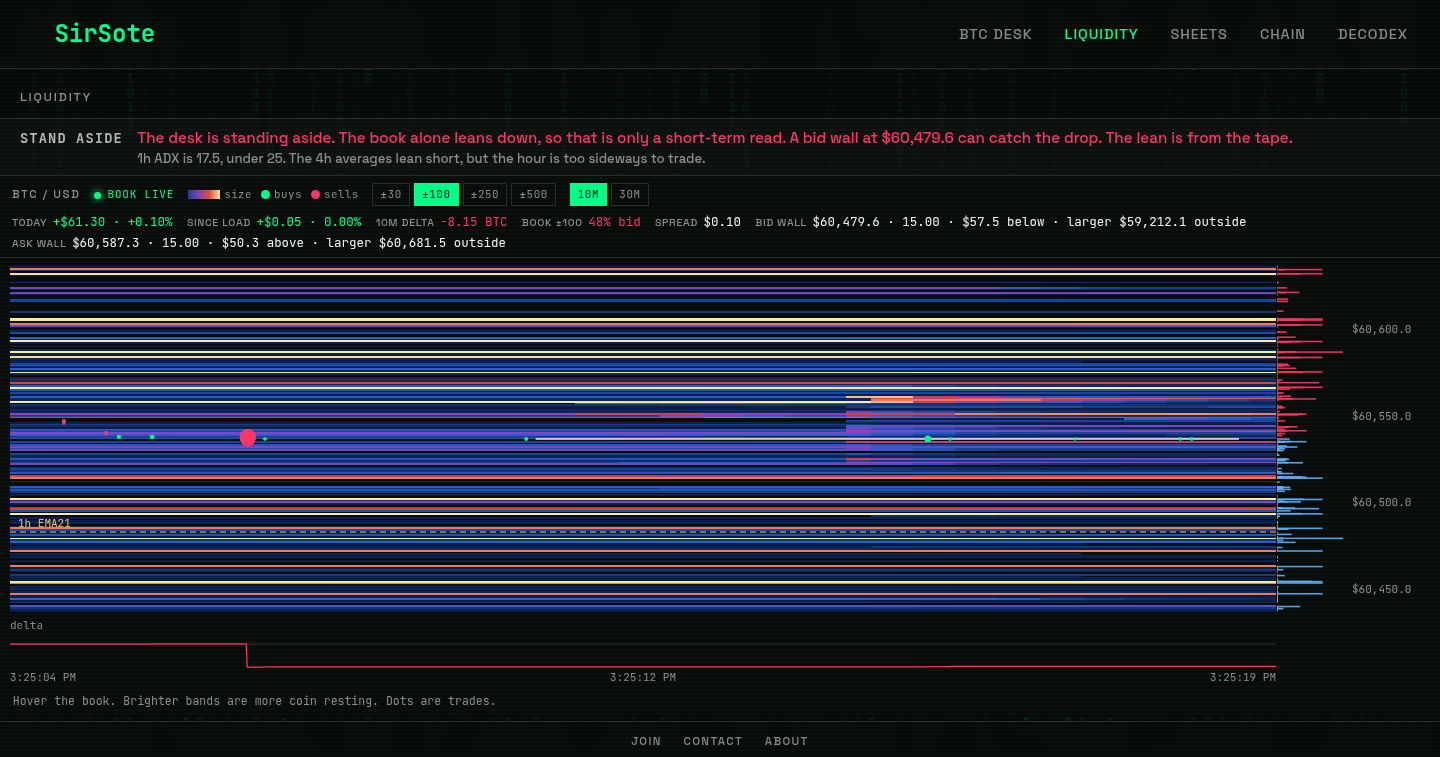 SirSote
BTC DESK LIQUIDITY SHEETS CHAIN DECODEX
LIQUIDITY
STAND ASIDE The desk is standing aside. The book alone leans down, so that is only a short-term read. A bid wall at $60,479.6 can catch the drop. The lean is from the tape.
1h ADX is 17.5, under 25. The 4h averages lean short, but the hour is too sideways to trade.
BTC / USD BOOK LIVE size buys sells ±30 ±100 ±250 ±500 10M 30M
TODAY +$61.30 · +0.10% SINCE LOAD +$0.05 · 0.00% 10M DELTA -8.15 BTC BOOK ±100 48% bid SPREAD $0.10 BID WALL $60,479.6 · 15.00 · $57.5 below · larger $59,212.1 outside
ASK WALL $60,587.3 · 15.00 · $50.3 above · larger $60,681.5 outside
$60,600.0
$60,550.0
$60,500.0
1h EMA21
$60,450.0
delta
3:25:04 PM 3:25:12 PM 3:25:19 PM
Hover the book. Brighter bands are more coin resting. Dots are trades.
JOIN CONTACT ABOUT